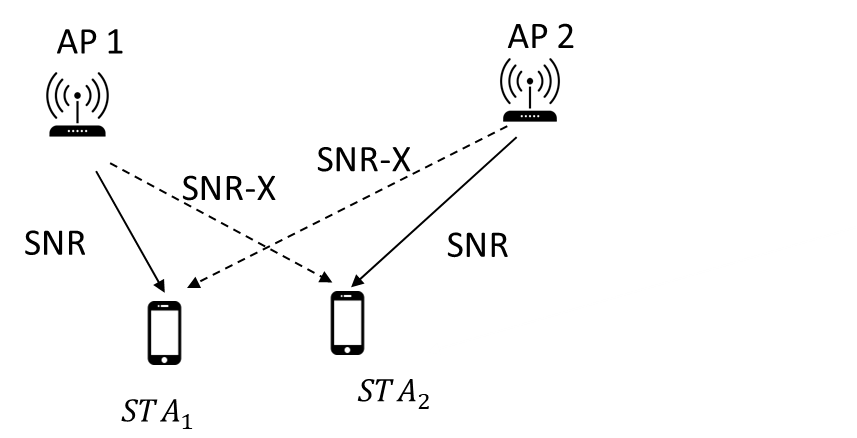 AP 1
AP 2
SNR-X
SNR-X
SNR
SNR
STA₁
STA₂